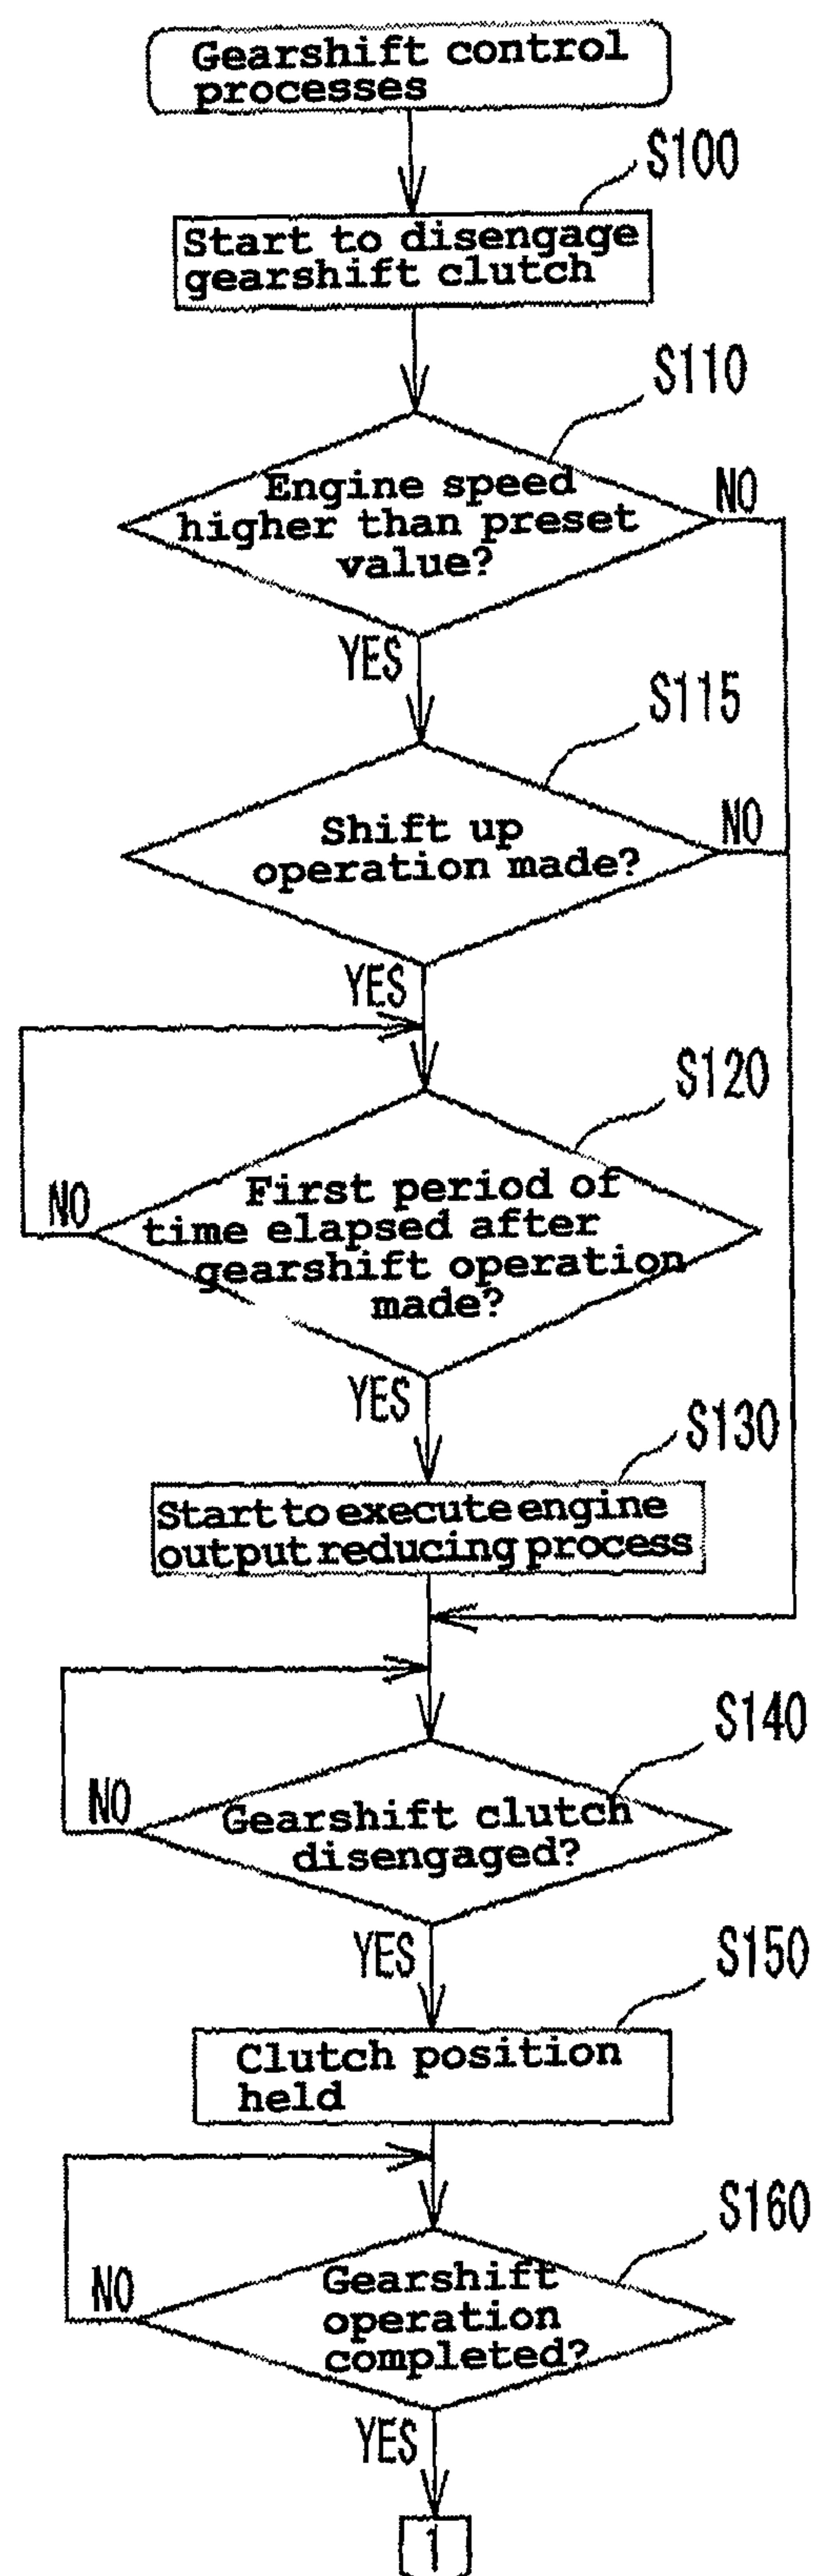 Gearshift control
processes
S100
Start to disengage
gearshift clutch
S110
Engine speed
higher than preset
value?
NO
YES
S115
Shift up
operation made?
NO
YES
S120
First period of
time elapsed after
gearshift operation
made?
NO
YES
S130
Start to execute engine
output reducing process
S140
Gearshift clutch
disengaged?
NO
YES
S150
Clutch position
held
S160
Gearshift
operation
completed?
NO
YES
1